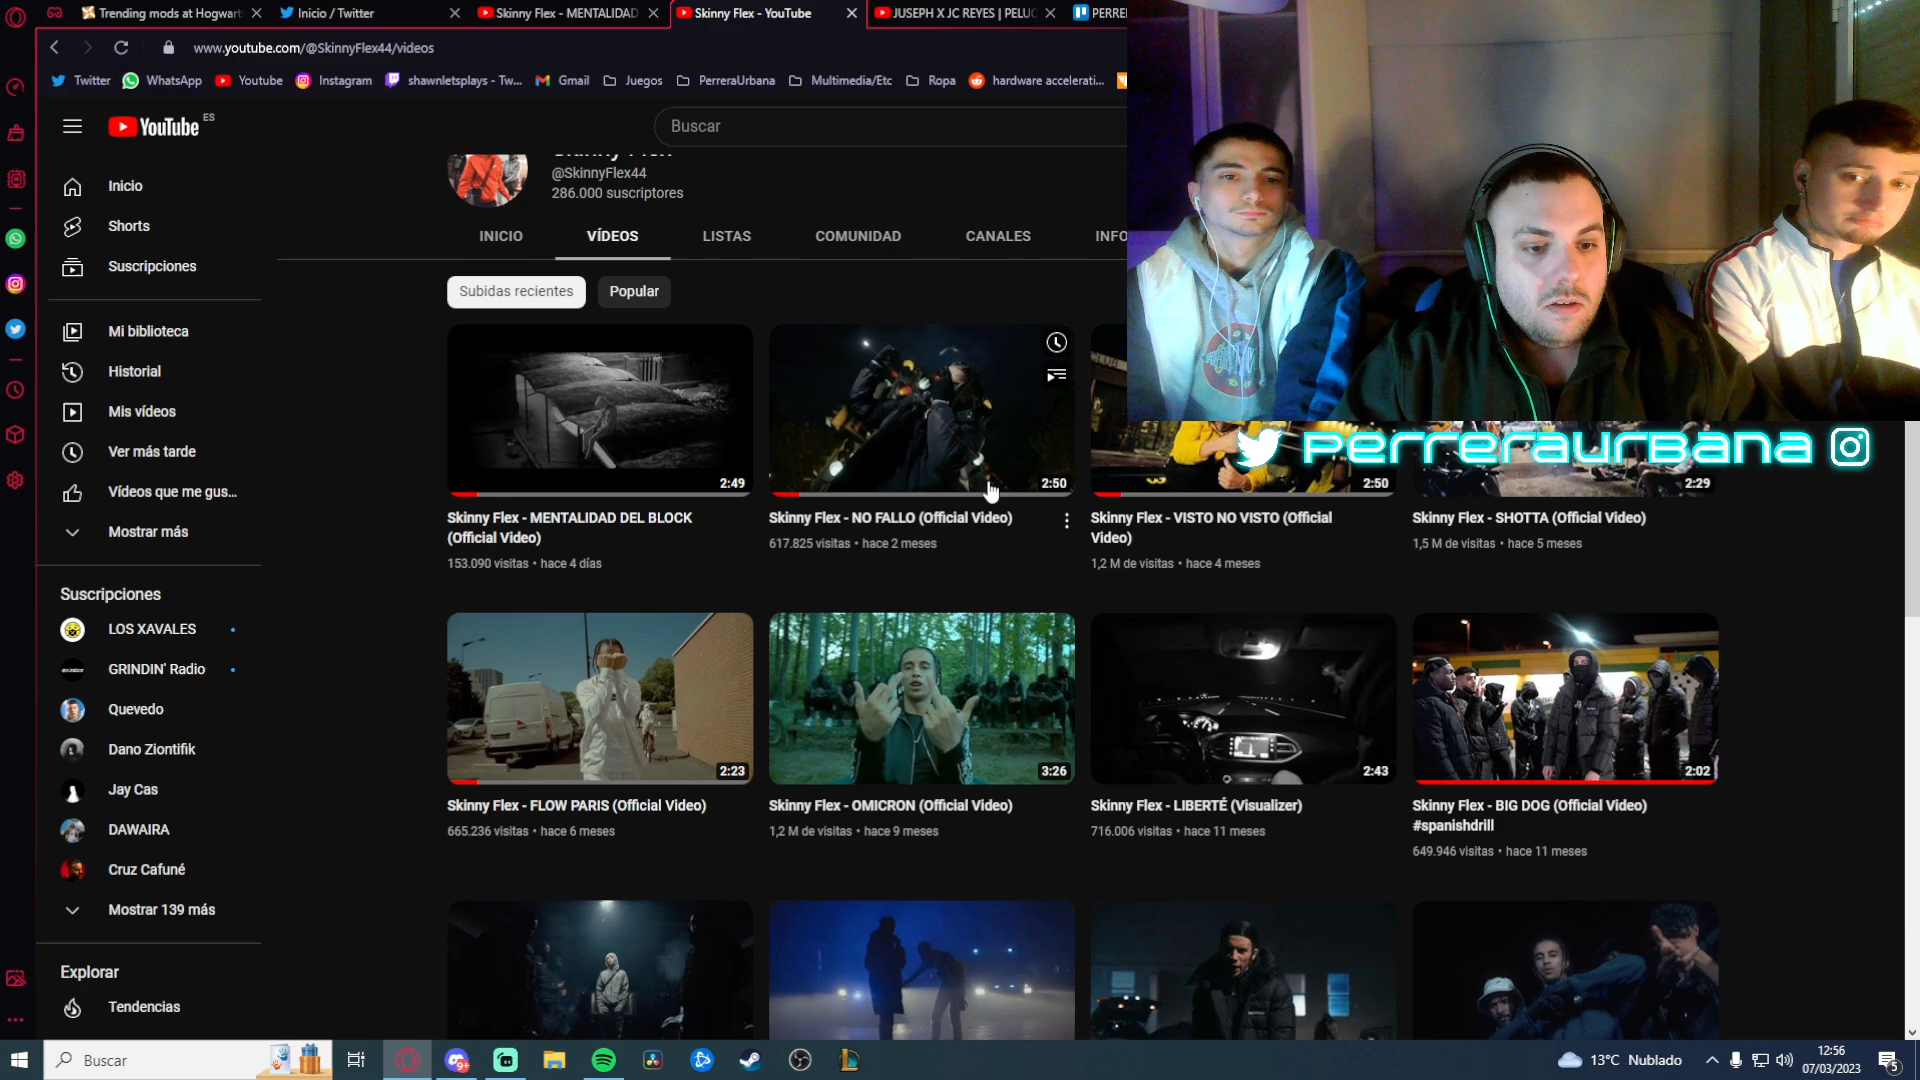 Trending mods at Hogwart
Inicio / Twitter
Skinny Flex - MENTALIDAD
Skinny Flex - YouTube
JUSEPH X JC REYES | PELUC
PERRER
www.youtube.com/@SkinnyFlex44/videos
Twitter
WhatsApp
Youtube
Instagram
shawnletsplays - Tw...
Gmail
Juegos
PerreraUrbana
Multimedia/Etc
Ropa
hardware accelerati...
YouTube ES
Buscar
@SkinnyFlex44
286.000 suscriptores
INICIO
VÍDEOS
LISTAS
COMUNIDAD
CANALES
INFO
Subidas recientes
Popular
Inicio
Shorts
Suscripciones
Mi biblioteca
Historial
Mis vídeos
Ver más tarde
Vídeos que me gus...
Mostrar más
Suscripciones
LOS XAVALES
GRINDIN' Radio
Quevedo
Dano Ziontifik
Jay Cas
DAWAIRA
Cruz Cafuné
Mostrar 139 más
Explorar
Tendencias
perreraurbana
2:49
2:50
2:50
2:29
Skinny Flex - MENTALIDAD DEL BLOCK
(Official Video)
153.090 visitas • hace 4 días
Skinny Flex - NO FALLO (Official Video)
617.825 visitas • hace 2 meses
Skinny Flex - VISTO NO VISTO (Official
Video)
1,2 M de visitas • hace 4 meses
Skinny Flex - SHOTTA (Official Video)
1,5 M de visitas • hace 5 meses
2:23
3:26
2:43
2:02
Skinny Flex - FLOW PARIS (Official Video)
665.236 visitas • hace 6 meses
Skinny Flex - OMICRON (Official Video)
1,2 M de visitas • hace 9 meses
Skinny Flex - LIBERTÉ (Visualizer)
716.006 visitas • hace 11 meses
Skinny Flex - BIG DOG (Official Video)
#spanishdrill
649.946 visitas • hace 11 meses
Buscar
9+
13°C Nublado
12:56
07/03/2023
5